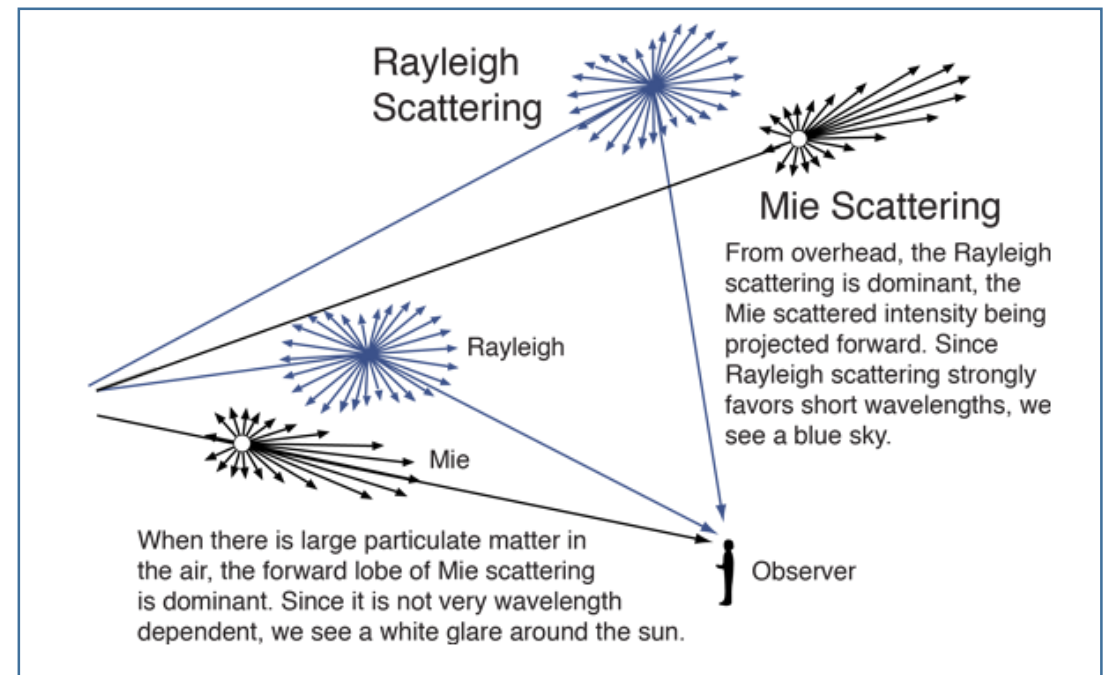 Rayleigh
Scattering
Mie Scattering
From overhead, the Rayleigh
scattering is dominant, the
Mie scattered intensity being
projected forward. Since
Rayleigh scattering strongly
favors short wavelengths, we
see a blue sky.
Rayleigh
Mie
When there is large particulate matter in
the air, the forward lobe of Mie scattering
is dominant. Since it is not very wavelength
dependent, we see a white glare around the sun.
Observer